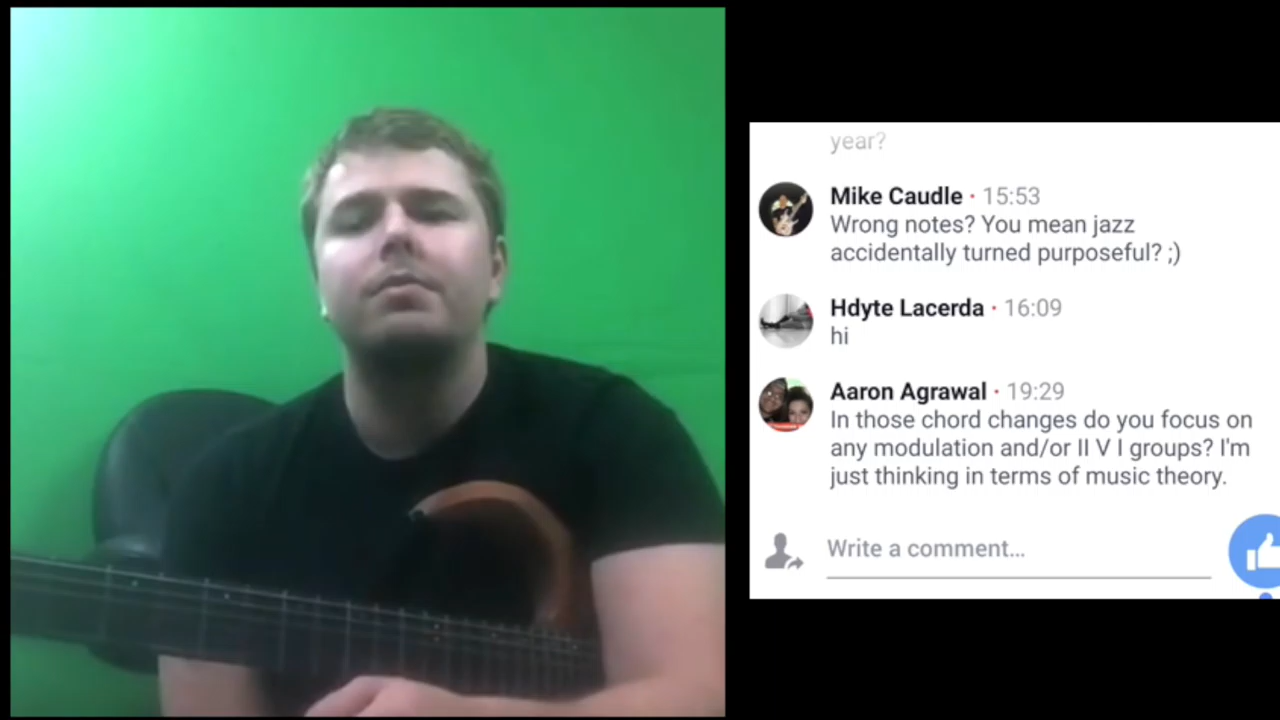 year?
Mike Caudle • 15:53
Wrong notes? You mean jazz
accidentally turned purposeful? ;)
Hdyte Lacerda • 16:09
hi
Aaron Agrawal • 19:29
In those chord changes do you focus on
any modulation and/or II V I groups? I'm
just thinking in terms of music theory.
Write a comment...